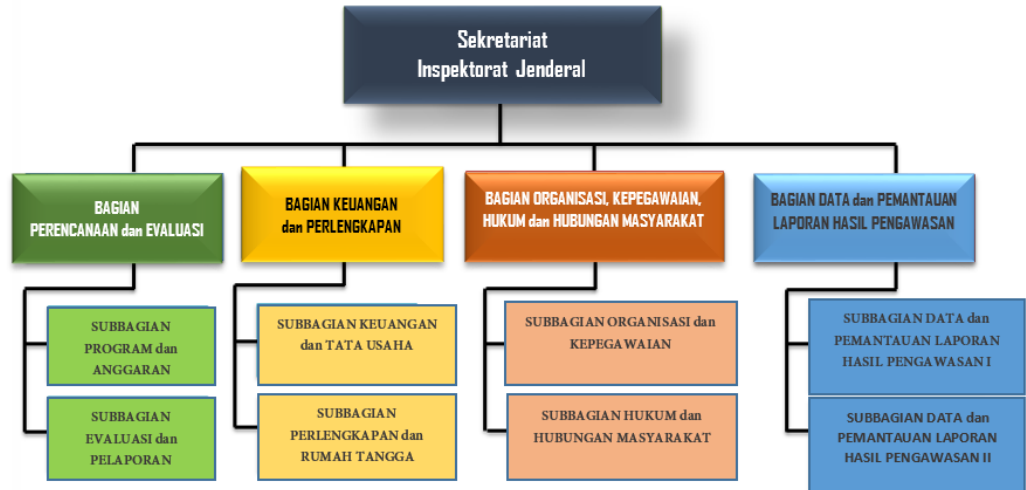 Sekretariat
Inspektorat Jenderal
BAGIAN
PERENCANAAN dan EVALUASI
BAGIAN KEUANGAN
dan PERLENGKAPAN
BAGIAN ORGANISASI, KEPEGAWAIAN,
HUKUM dan HUBUNGAN MASYARAKAT
BAGIAN DATA dan PEMANTAUAN
LAPORAN HASIL PENGAWASAN
SUBBAGIAN
PROGRAM dan
ANGGARAN
SUBBAGIAN KEUANGAN
dan TATA USAHA
SUBBAGIAN ORGANISASI dan
KEPEGAWAIAN
SUBBAGIAN DATA dan
PEMANTAUAN LAPORAN
HASIL PENGAWASAN I
SUBBAGIAN
EVALUASI dan
PELAPORAN
SUBBAGIAN
PERLENGKAPAN dan
RUMAH TANGGA
SUBBAGIAN HUKUM dan
HUBUNGAN MASYARAKAT
SUBBAGIAN DATA dan
PEMANTAUAN LAPORAN
HASIL PENGAWASAN II